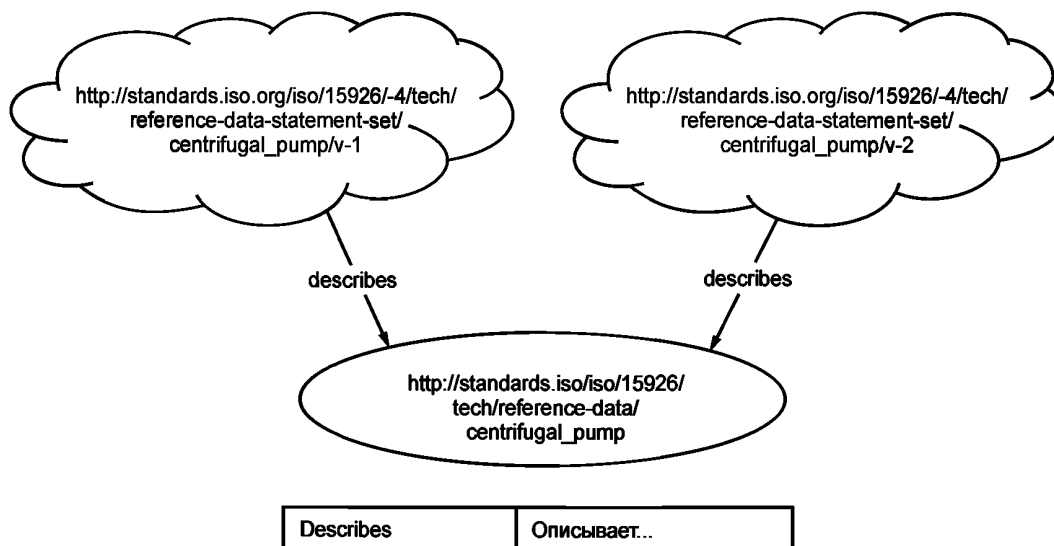 http://standards.iso.org/iso/15926/-4/tech/
reference-data-statement-set/
centrifugal_pump/v-1
http://standards.iso.org/iso/15926/-4/tech/
reference-data-statement-set/
centrifugal_pump/v-2
describes
describes
http://standards.iso/iso/15926/
tech/reference-data/
centrifugal_pump
Describes Описывает...